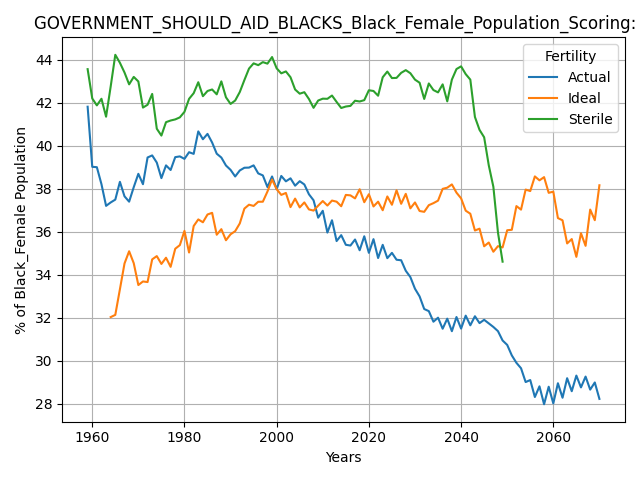 GOVERNMENT_SHOULD_AID_BLACKS_Black_Female_Population_Scoring:
Fertility
Actual
Ideal
Sterile
% of Black_Female Population
44
42
40
38
36
34
32
30
28
1960
1980
2000
2020
2040
2060
Years